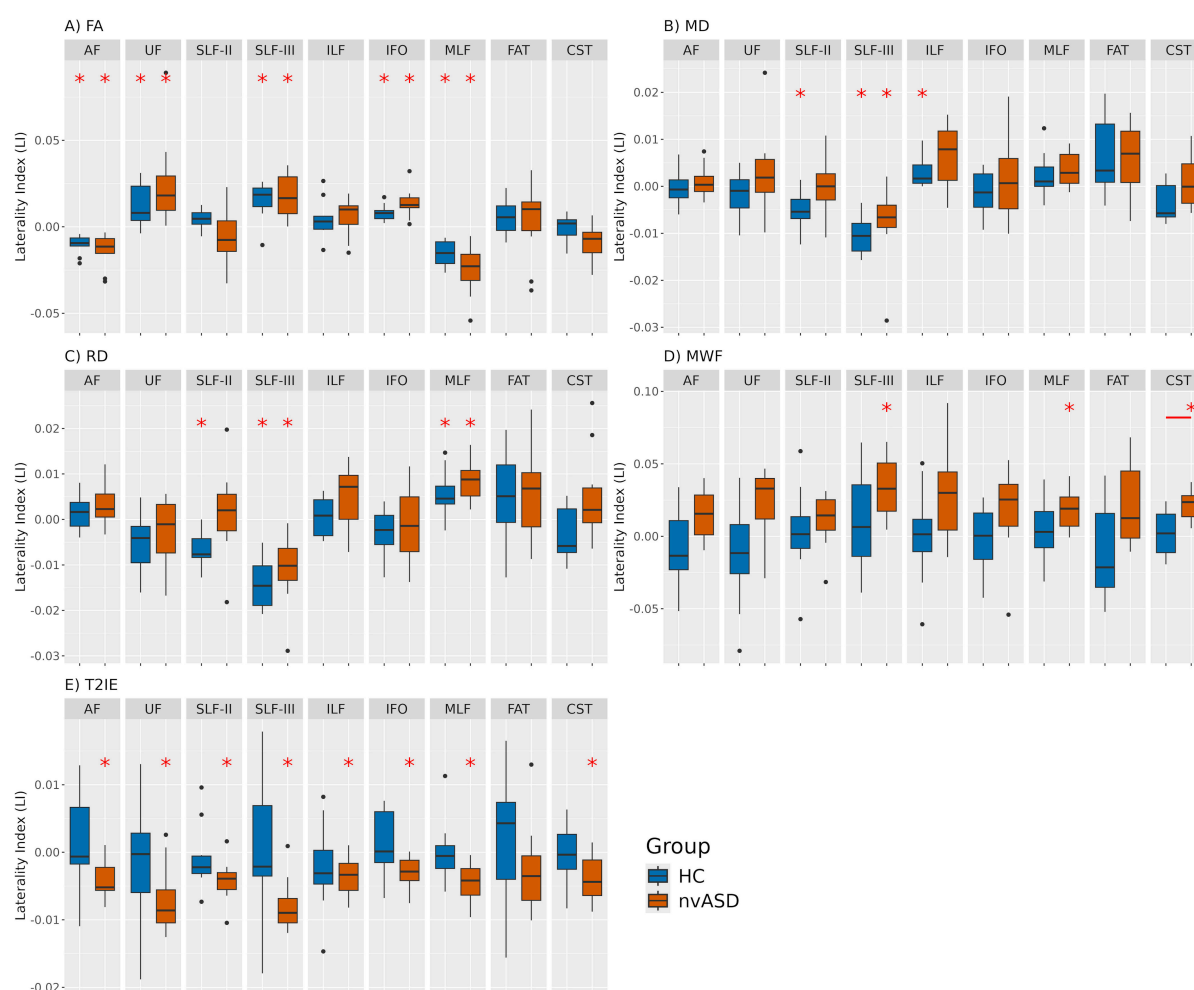 A) FA
AF UF SLF-II SLF-III ILF IFO MLF FAT CST
Laterality Index (LI)
0.05
0.00
-0.05
* * * * * * * * * *
B) MD
AF UF SLF-II SLF-III ILF IFO MLF FAT CST
Laterality Index (LI)
0.02
0.01
0.00
-0.01
-0.02
-0.03
* * * *
C) RD
AF UF SLF-II SLF-III ILF IFO MLF FAT CST
Laterality Index (LI)
0.02
0.01
0.00
-0.01
-0.02
-0.03
* * * * *
D) MWF
AF UF SLF-II SLF-III ILF IFO MLF FAT CST
Laterality Index (LI)
0.10
0.05
0.00
-0.05
* * *
E) T2IE
AF UF SLF-II SLF-III ILF IFO MLF FAT CST
Laterality Index (LI)
0.01
0.00
-0.01
-0.02
* * * * * * * *
Group
HC
nvASD